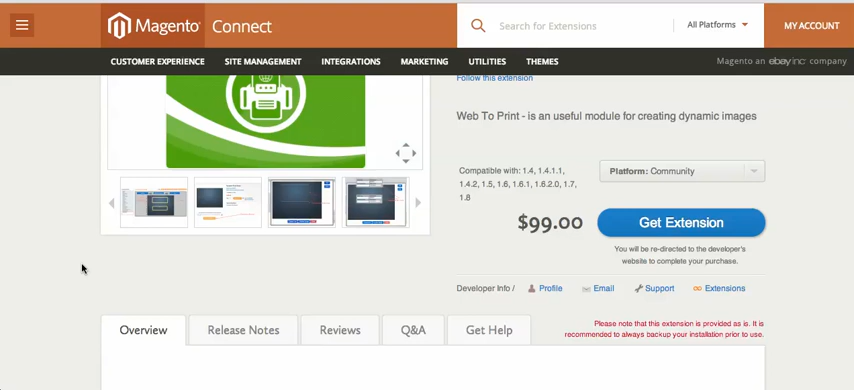 Magento® Connect
Search for Extensions
All Platforms
MY ACCOUNT
CUSTOMER EXPERIENCE
SITE MANAGEMENT
INTEGRATIONS
MARKETING
UTILITIES
THEMES
Magento an ebay inc company
Follow this extension
Web To Print - is an useful module for creating dynamic images
Compatible with: 1.4, 1.4.1.1,
1.4.2, 1.5, 1.6, 1.6.1, 1.6.2.0, 1.7,
1.8
Platform: Community
$99.00
Get Extension
You will be re-directed to the developer's
website to complete your purchase.
Developer Info / Profile Email Support Extensions
Overview
Release Notes
Reviews
Q&A
Get Help
Please note that this extension is provided as is. It is
recommended to always backup your installation prior to use.